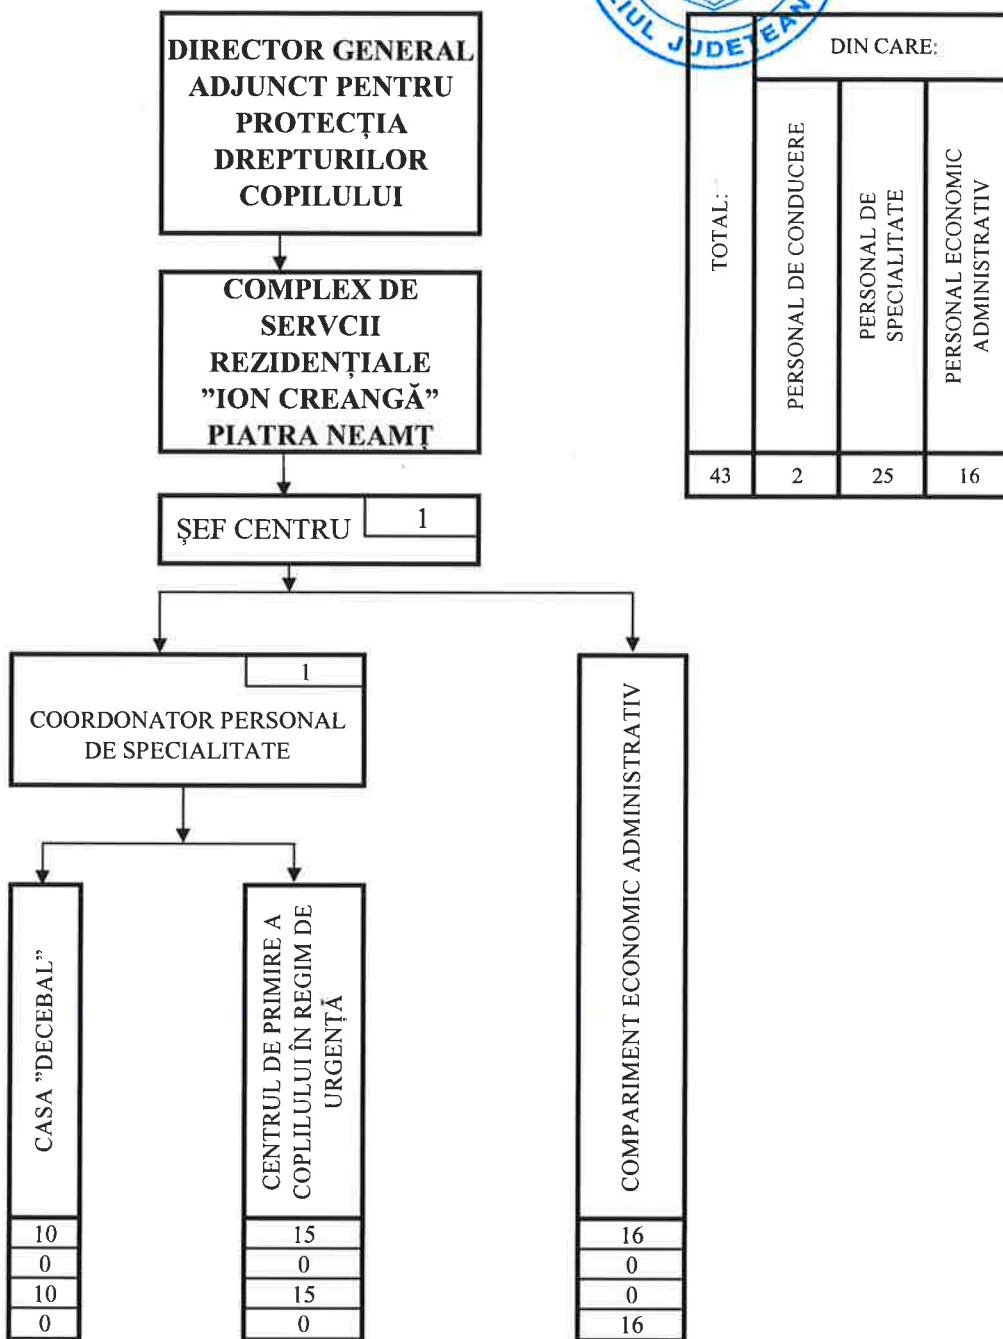 DIRECTOR GENERAL
ADJUNCT PENTRU
PROTECȚIA
DREPTURILOR
COPILULUI
COMPLEX DE
SERVCII
REZIDENȚIALE
”ION CREANGĂ”
PIATRA NEAMȚ
ȘEF CENTRU
1
1
COORDONATOR PERSONAL
DE SPECIALITATE
CASA ”DECEBAL”
10
0
10
0
CENTRUL DE PRIMIRE A
COPLILULUI ÎN REGIM DE
URGENȚĂ
15
0
15
0
COMPARIMENT ECONOMIC ADMINISTRATIV
16
0
0
16
JUDEȚEAN
TOTAL:
DIN CARE:
PERSONAL DE CONDUCERE
PERSONAL DE
SPECIALITATE
PERSONAL ECONOMIC
ADMINISTRATIV
43
2
25
16